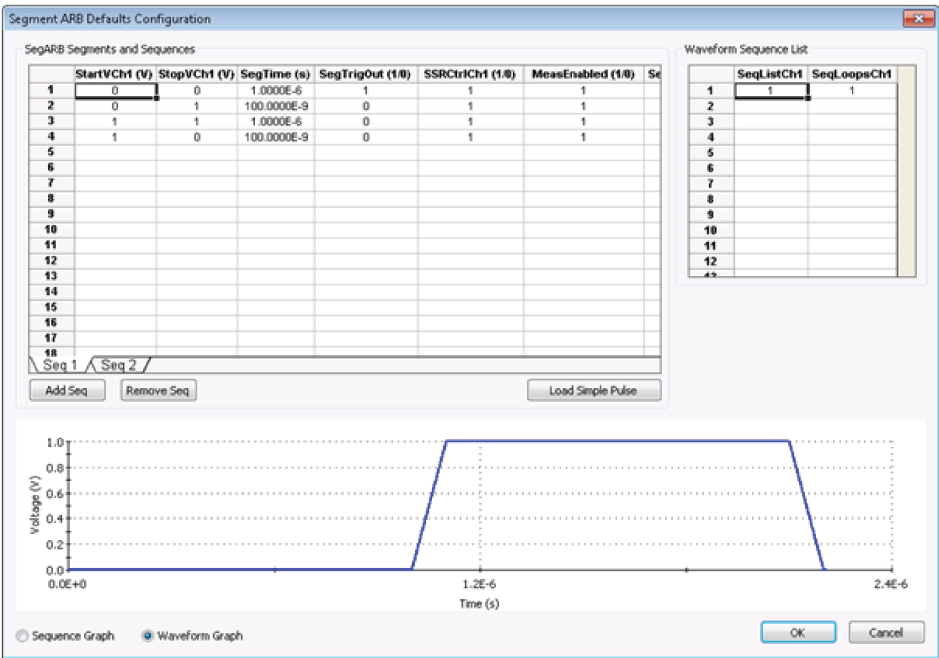 Segment ARB Defaults Configuration
SegARB Segments and Sequences
StartVCh1 (V) StopVCh1 (V) SegTime (s) SegTrigOut (1/0) SSRCtrlCh1 (1/0) MeasEnabled (1/0) Se
1 0 0 1.0000E-6 1 1 1
2 0 1 100.0000E-9 0 1 1
3 1 1 1.0000E-6 0 1 1
4 1 0 100.0000E-9 0 1 1
5
6
7
8
9
10
11
12
13
14
15
16
17
18
Seq 1 Seq 2
Add Seq Remove Seq Load Simple Pulse
Waveform Sequence List
SeqListCh1 SeqLoopsCh1
1 1 1
2
3
4
5
6
7
8
9
10
11
12
Voltage (V)
1.0
0.8
0.6
0.4
0.2
0.0
0.0E+0 1.2E-6 2.4E-6
Time (s)
Sequence Graph Waveform Graph
OK Cancel